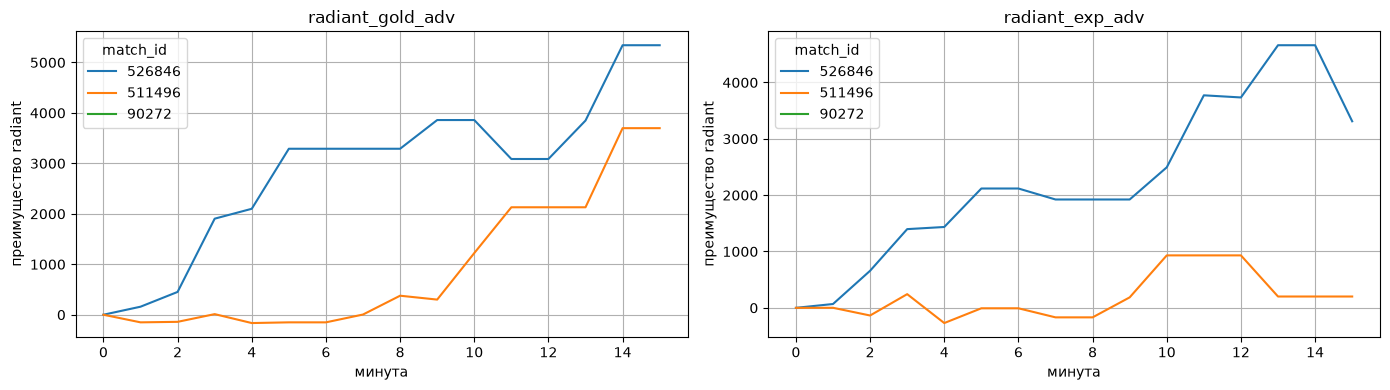 radiant_gold_adv
match_id
526846
511496
90272
5000
4000
3000
2000
1000
0
преимущество radiant
0 2 4 6 8 10 12 14
минута
radiant_exp_adv
match_id
526846
511496
90272
4000
3000
2000
1000
0
преимущество radiant
0 2 4 6 8 10 12 14
минута